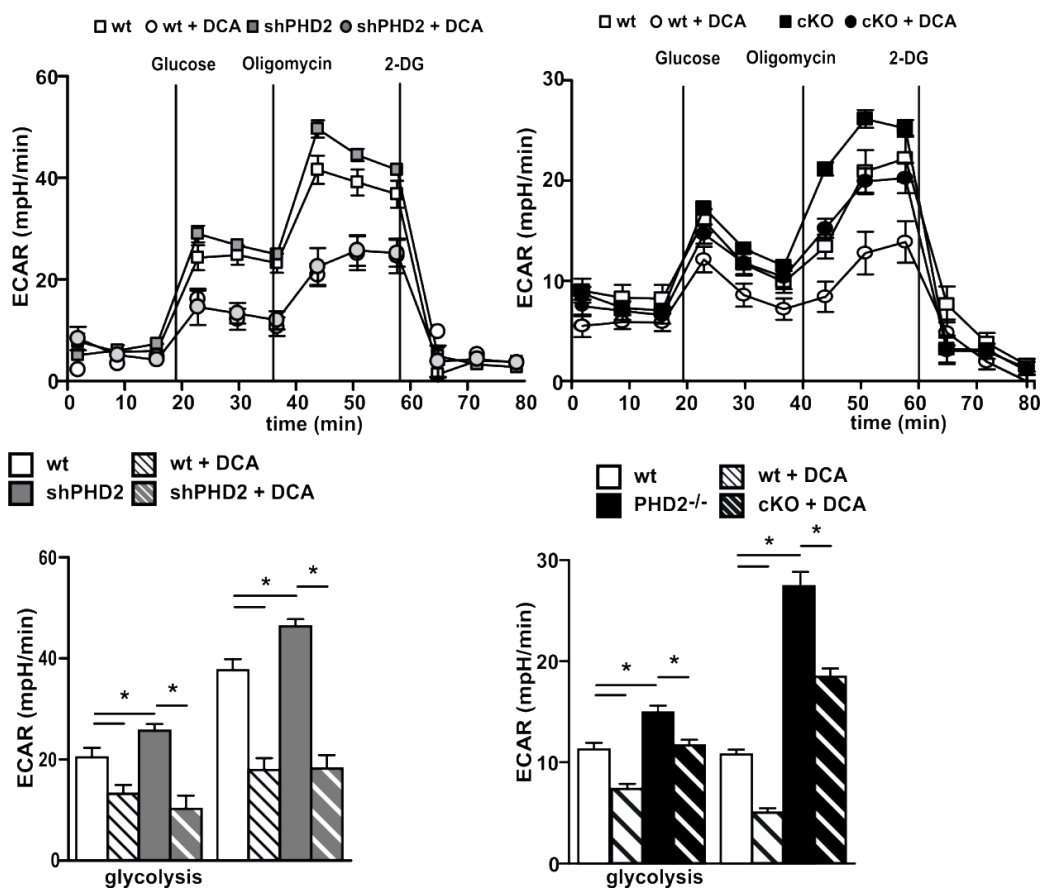 wt wt + DCA shPHD2 shPHD2 + DCA
Glucose Oligomycin 2-DG
ECAR (mpH/min)
60
40
20
0
0 10 20 30 40 50 60 70 80
time (min)
wt wt + DCA cKO cKO + DCA
Glucose Oligomycin 2-DG
ECAR (mpH/min)
30
20
10
0
0 10 20 30 40 50 60 70 80
time (min)
wt wt + DCA
shPHD2 shPHD2 + DCA
ECAR (mpH/min)
60
40
20
0
* *
* *
glycolysis
wt wt + DCA
PHD2-/- cKO + DCA
ECAR (mpH/min)
30
20
10
0
* *
* *
glycolysis